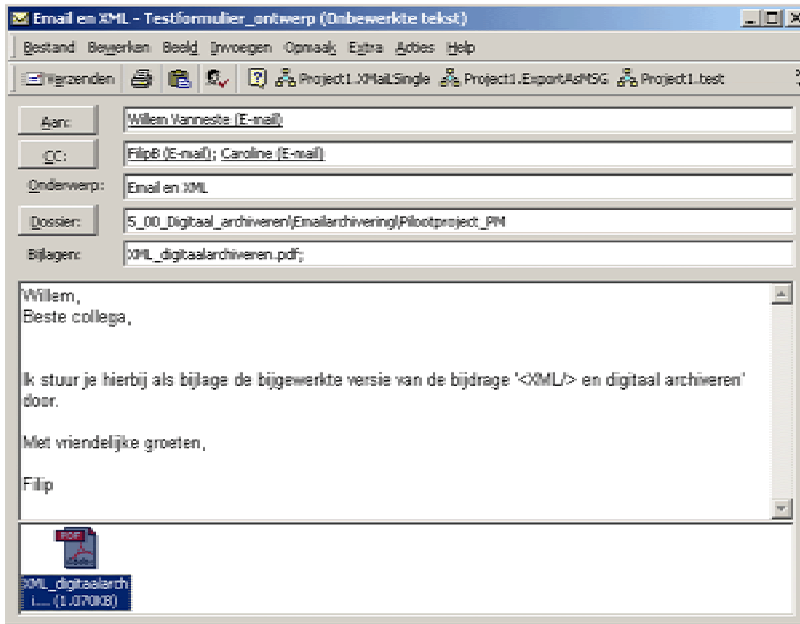 Email en XML - Testformulier_ontwerp (Onbewerkte tekst)
Bestand Bewerken Beeld Invoegen Opmaak Extra Acties Help
Verzenden Project1.XMailSingle Project1.ExportAsMSG Project1.test
Aan: Willem Vanneste (E-mail)
CC: FilipB (E-mail); Caroline (E-mail)
Onderwerp: Email en XML
Dossier: 5_00_Digitaal_archiveren\Emailarchivering\Pilootproject_PM
Bijlagen: XML_digitaalarchiveren.pdf;
Willem,
Beste collega,
Ik stuur je hierbij als bijlage de bijgewerkte versie van de bijdrage '<XML/> en digitaal archiveren'
door.
Met vriendelijke groeten,
Filip
PDF
XML_digitaalarch
i.... (1.070KB)